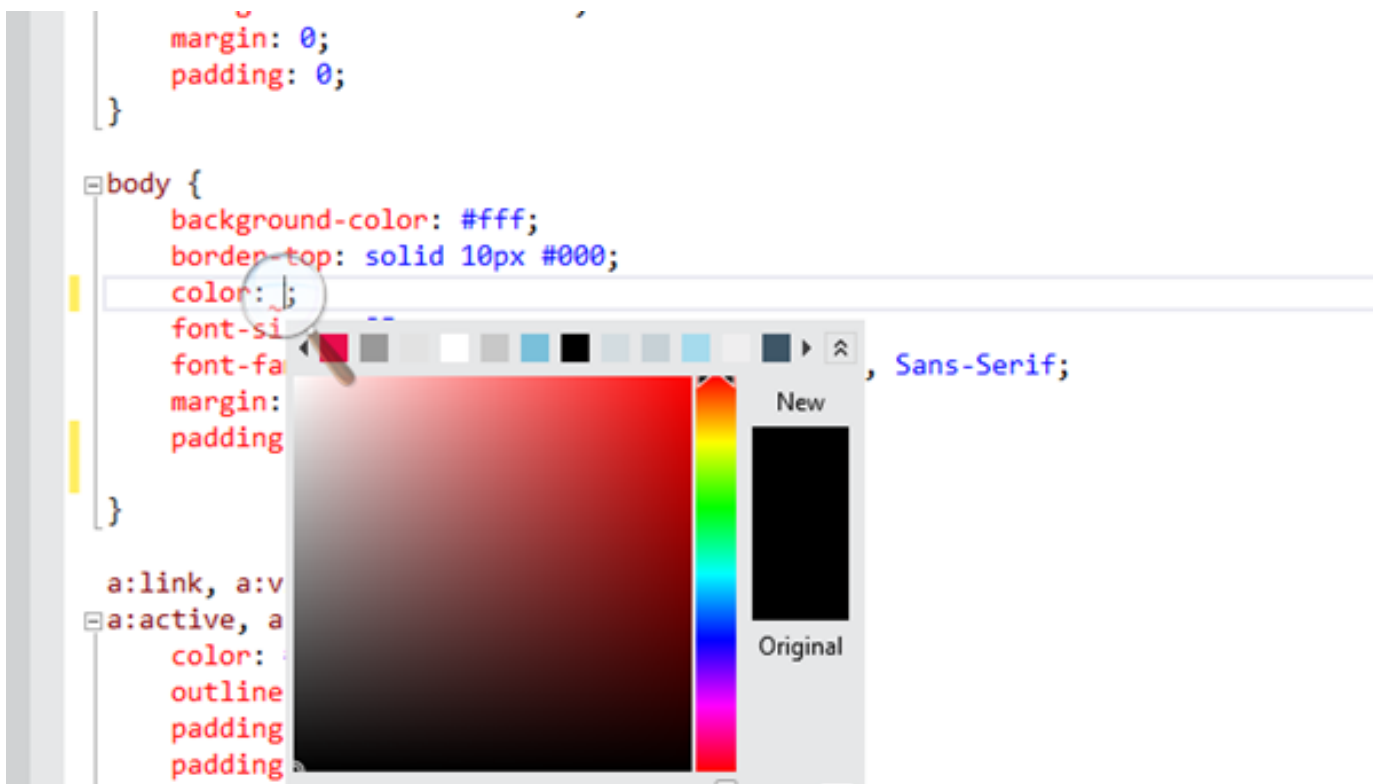 margin: 0;
padding: 0;
}
body {
background-color: #fff;
border-top: solid 10px #000;
color: ;
font-si
font-fa , Sans-Serif;
margin:
New
padding
}
a:link, a:v
a:active, a
Original
color:
outline
padding
padding